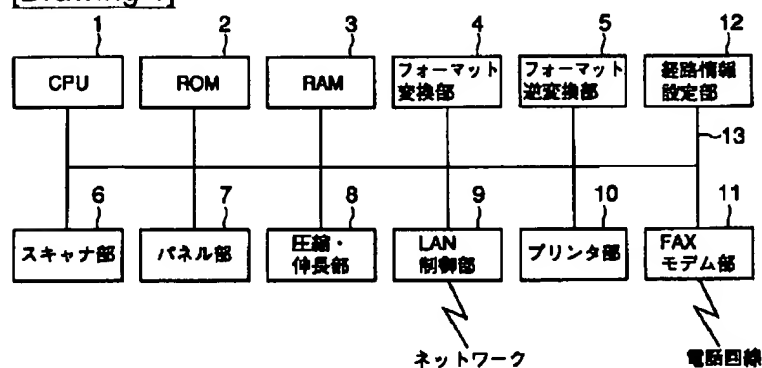 [Drawing 1]
1
2
3
4
5
12
CPU
ROM
RAM
フォーマット
変換部
フォーマット
逆変換部
経路情報
設定部
13
6
7
8
9
10
11
スキャナ部
パネル部
圧縮・
伸長部
LAN
制御部
プリンタ部
FAX
モデム部
ネットワーク
電話回線